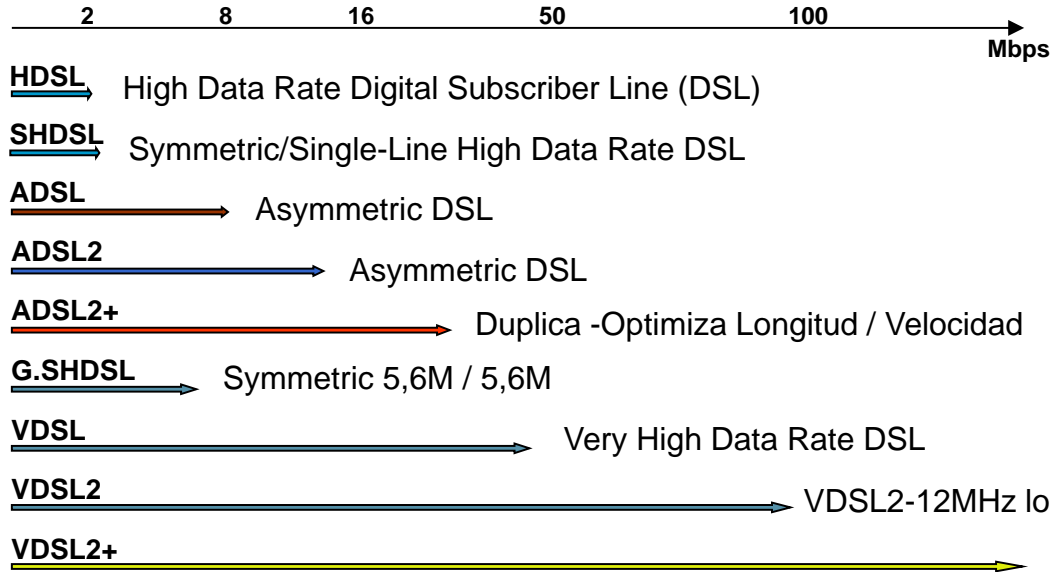 2 8 16 50 100
Mbps
HDSL High Data Rate Digital Subscriber Line (DSL)
SHDSL Symmetric/Single-Line High Data Rate DSL
ADSL Asymmetric DSL
ADSL2 Asymmetric DSL
ADSL2+ Duplica -Optimiza Longitud / Velocidad
G.SHDSL Symmetric 5,6M / 5,6M
VDSL Very High Data Rate DSL
VDSL2 VDSL2-12MHz lo
VDSL2+